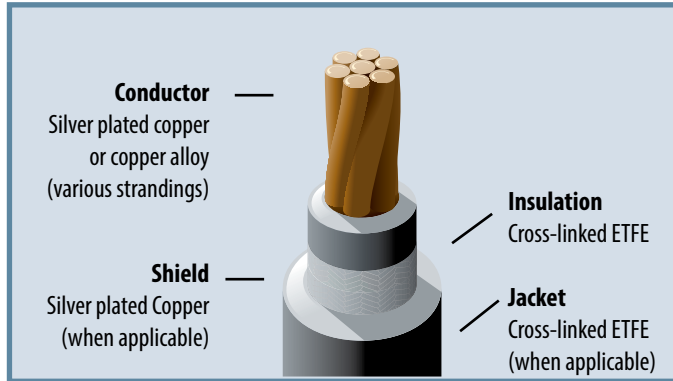 Conductor
Silver plated copper
or copper alloy
(various strandings)
Insulation
Cross-linked ETFE
Shield
Silver plated Copper
(when applicable)
Jacket
Cross-linked ETFE
(when applicable)